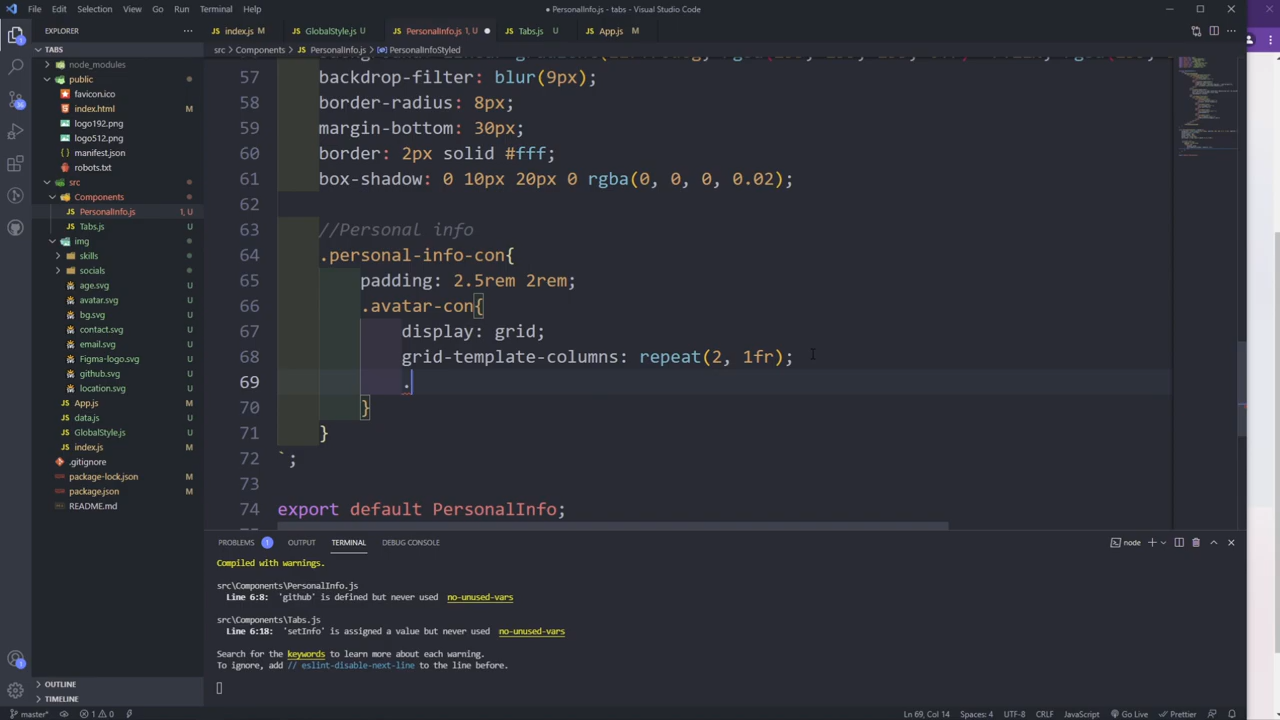 File Edit Selection View Go Run Terminal Help
● PersonalInfo.js - tabs - Visual Studio Code
EXPLORER
index.js M
GlobalStyle.js U
PersonalInfo.js 1, U
Tabs.js U
App.js M
TABS
src > Components > PersonalInfo.js > PersonalInfoStyled
node_modules
public
favicon.ico
index.html M
logo192.png
logo512.png
manifest.json
robots.txt
src
Components
PersonalInfo.js 1, U
Tabs.js U
img
skills
socials
age.svg
avatar.svg
bg.svg
contact.svg
email.svg
Figma-logo.svg
github.svg
location.svg
App.js M
data.js U
GlobalStyle.js U
index.js M
.gitignore
package-lock.json M
package.json M
README.md
OUTLINE
TIMELINE
57 backdrop-filter: blur(9px);
58 border-radius: 8px;
59 margin-bottom: 30px;
60 border: 2px solid #fff;
61 box-shadow: 0 10px 20px 0 rgba(0, 0, 0, 0.02);
62
63 //Personal info
64 .personal-info-con{
65 padding: 2.5rem 2rem;
66 .avatar-con{
67 display: grid;
68 grid-template-columns: repeat(2, 1fr);
69 .
70 }
71 }
72 `;
73
74 export default PersonalInfo;
PROBLEMS 1 OUTPUT TERMINAL DEBUG CONSOLE
node
Compiled with warnings.
src\Components\PersonalInfo.js
Line 6:8: 'github' is defined but never used no-unused-vars
src\Components\Tabs.js
Line 6:18: 'setInfo' is assigned a value but never used no-unused-vars
Search for the keywords to learn more about each warning.
To ignore, add // eslint-disable-next-line to the line before.
master* 1 0 Ln 69, Col 14 Spaces: 4 UTF-8 CRLF JavaScript Go Live Prettier